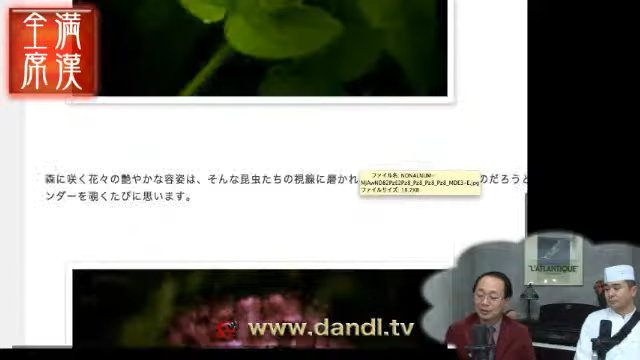 満漢
全席
森に咲く花々の艶やかな容姿は、そんな昆虫たちの視線に磨かれ
のだろうと
ンダーを覗くたびに思います。
ファイル名: NONALNUM-
ファイルサイズ: 18.2KB
"L'ATLANTIQUE"
www.dandl.tv